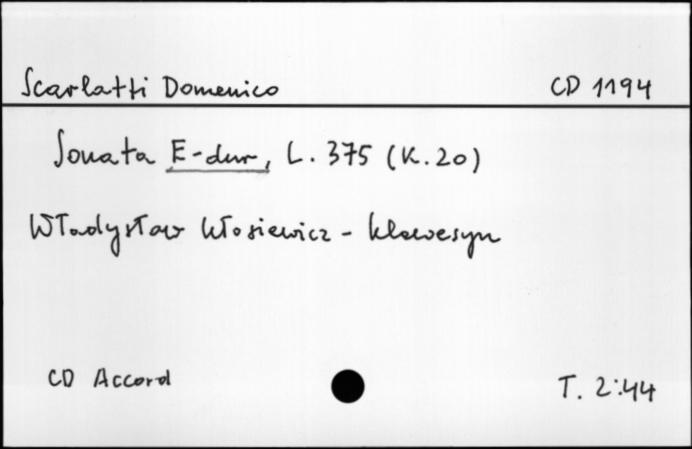 Scarlatti Domenico CD 1194
Sonata E-dur, L. 375 (K. 20)
Władysław Kłosiewicz - klawesyn
CD Accord T. 2:44